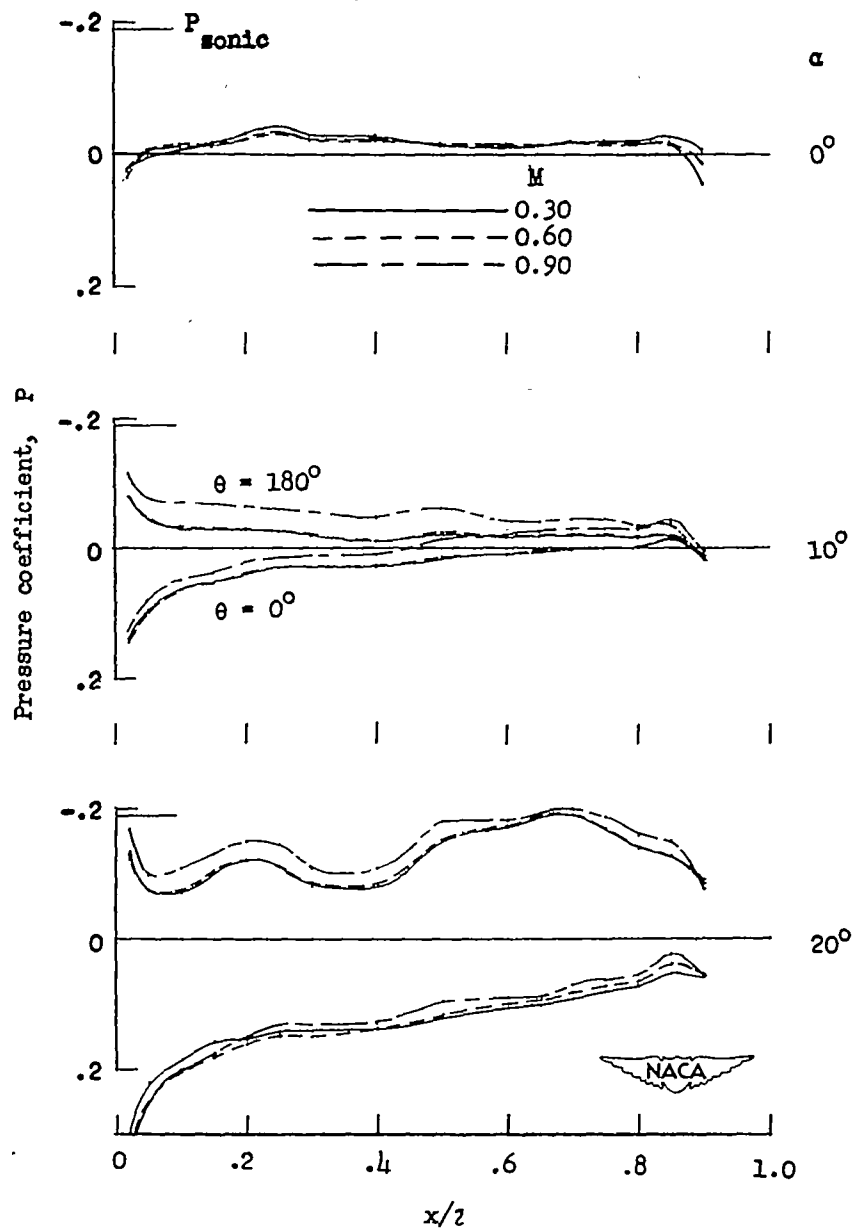 -.2
P sonic
α
0
0°
M
0.30
0.60
0.90
.2
Pressure coefficient, P
-.2
θ = 180°
0
10°
θ = 0°
.2
-.2
0
20°
.2
NACA
0 .2 .4 .6 .8 1.0
x/l